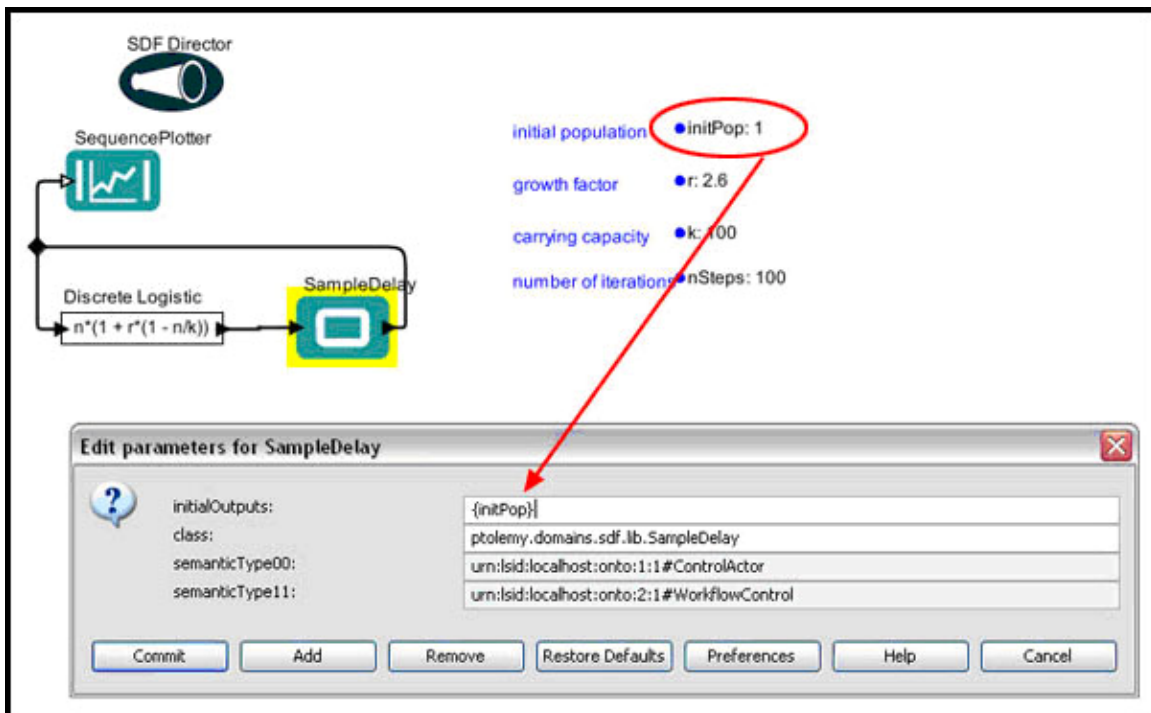 SDF Director
SequencePlotter
initial population
initPop: 1
growth factor
r: 2.6
carrying capacity
k: 100
number of iterations
nSteps: 100
SampleDelay
Discrete Logistic
n*(1 + r*(1 - n/k))
Edit parameters for SampleDelay
?
initialOutputs:
{initPop}
class:
ptolemy.domains.sdf.lib.SampleDelay
semanticType00:
urn:lsid:localhost:onto:1:1#ControlActor
semanticType11:
urn:lsid:localhost:onto:2:1#WorkflowControl
Commit
Add
Remove
Restore Defaults
Preferences
Help
Cancel